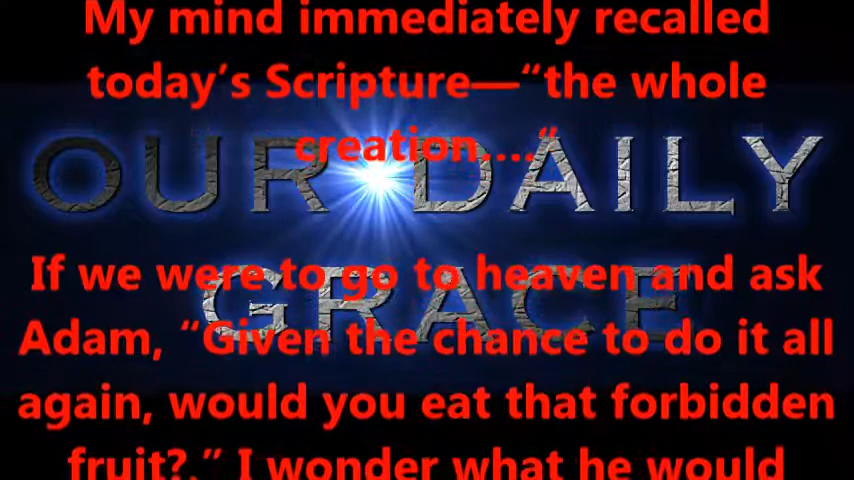 My mind immediately recalled
today’s Scripture—“the whole
creation....“
OUR DAILY
If we were to go to heaven and ask
GRACE
Adam, “Given the chance to do it all
again, would you eat that forbidden
fruit?.” I wonder what he would